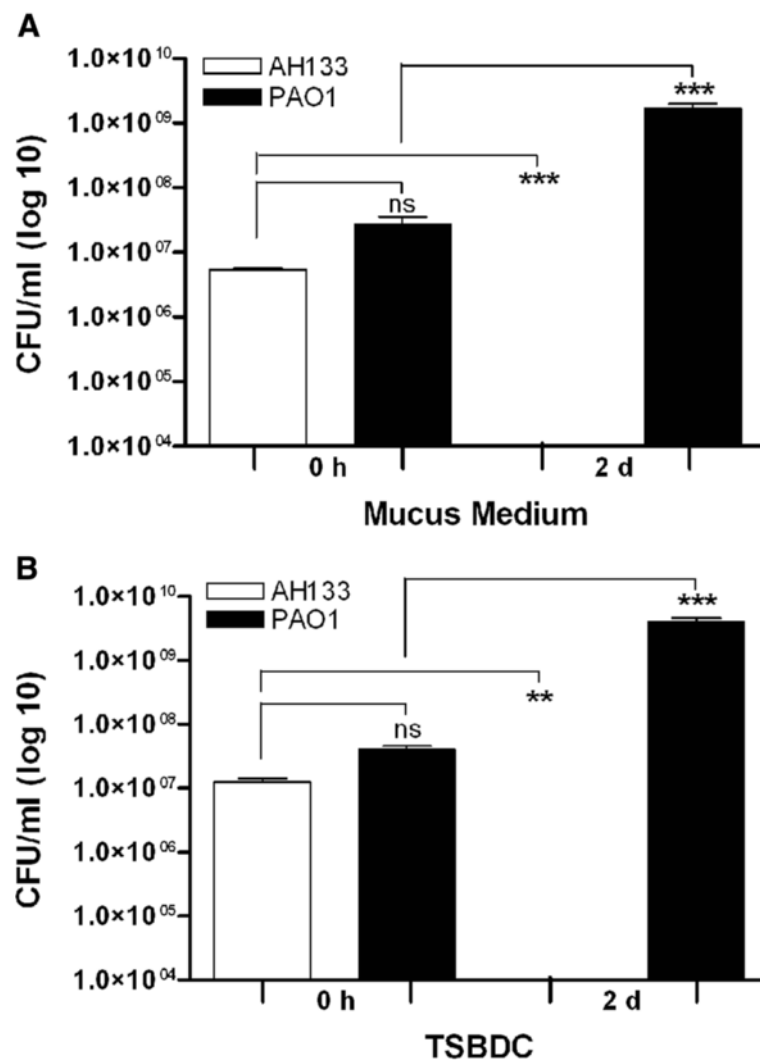 A
AH133
PAO1
1.0×10 10
1.0×10 09
1.0×10 08
1.0×10 07
1.0×10 06
1.0×10 05
1.0×10 04
CFU/ml (log 10)
***
***
ns
0 h
2 d
Mucus Medium
B
AH133
PAO1
1.0×10 10
1.0×10 09
1.0×10 08
1.0×10 07
1.0×10 06
1.0×10 05
1.0×10 04
CFU/ml (log 10)
***
**
ns
0 h
2 d
TSBDC